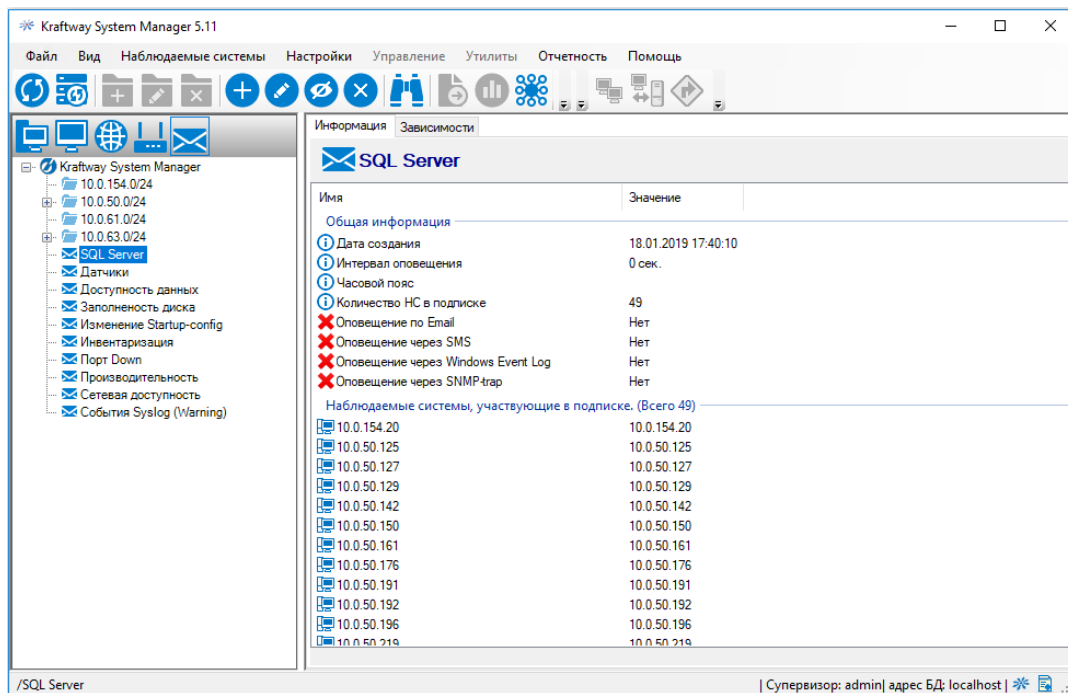 Kraftway System Manager 5.11
Файл Вид Наблюдаемые системы Настройки Управление Утилиты Отчетность Помощь
Kraftway System Manager
10.0.154.0/24
10.0.50.0/24
10.0.61.0/24
10.0.63.0/24
SQL Server
Датчики
Доступность данных
Заполненость диска
Изменение Startup-config
Инвентаризация
Порт Down
Производительность
Сетевая доступность
События Syslog (Warning)
Информация Зависимости
SQL Server
Имя Значение
Общая информация
Дата создания 18.01.2019 17:40:10
Интервал оповещения 0 сек.
Часовой пояс
Количество НС в подписке 49
Оповещение по Email Нет
Оповещение через SMS Нет
Оповещение через Windows Event Log Нет
Оповещение через SNMP-trap Нет
Наблюдаемые системы, участвующие в подписке. (Всего 49)
10.0.154.20 10.0.154.20
10.0.50.125 10.0.50.125
10.0.50.127 10.0.50.127
10.0.50.129 10.0.50.129
10.0.50.142 10.0.50.142
10.0.50.150 10.0.50.150
10.0.50.161 10.0.50.161
10.0.50.176 10.0.50.176
10.0.50.191 10.0.50.191
10.0.50.192 10.0.50.192
10.0.50.196 10.0.50.196
10.0.50.219 10.0.50.219
/SQL Server | Супервизор: admin| адрес БД: localhost |